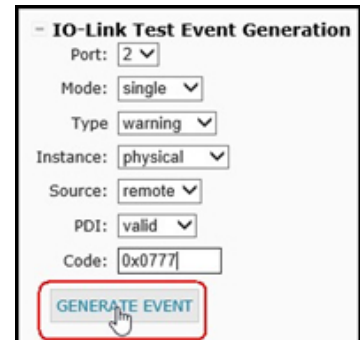 IO-Link Test Event Generation
Port: 2
Mode: single
Type warning
Instance: physical
Source: remote
PDI: valid
Code: 0x0777
GENERATE EVENT